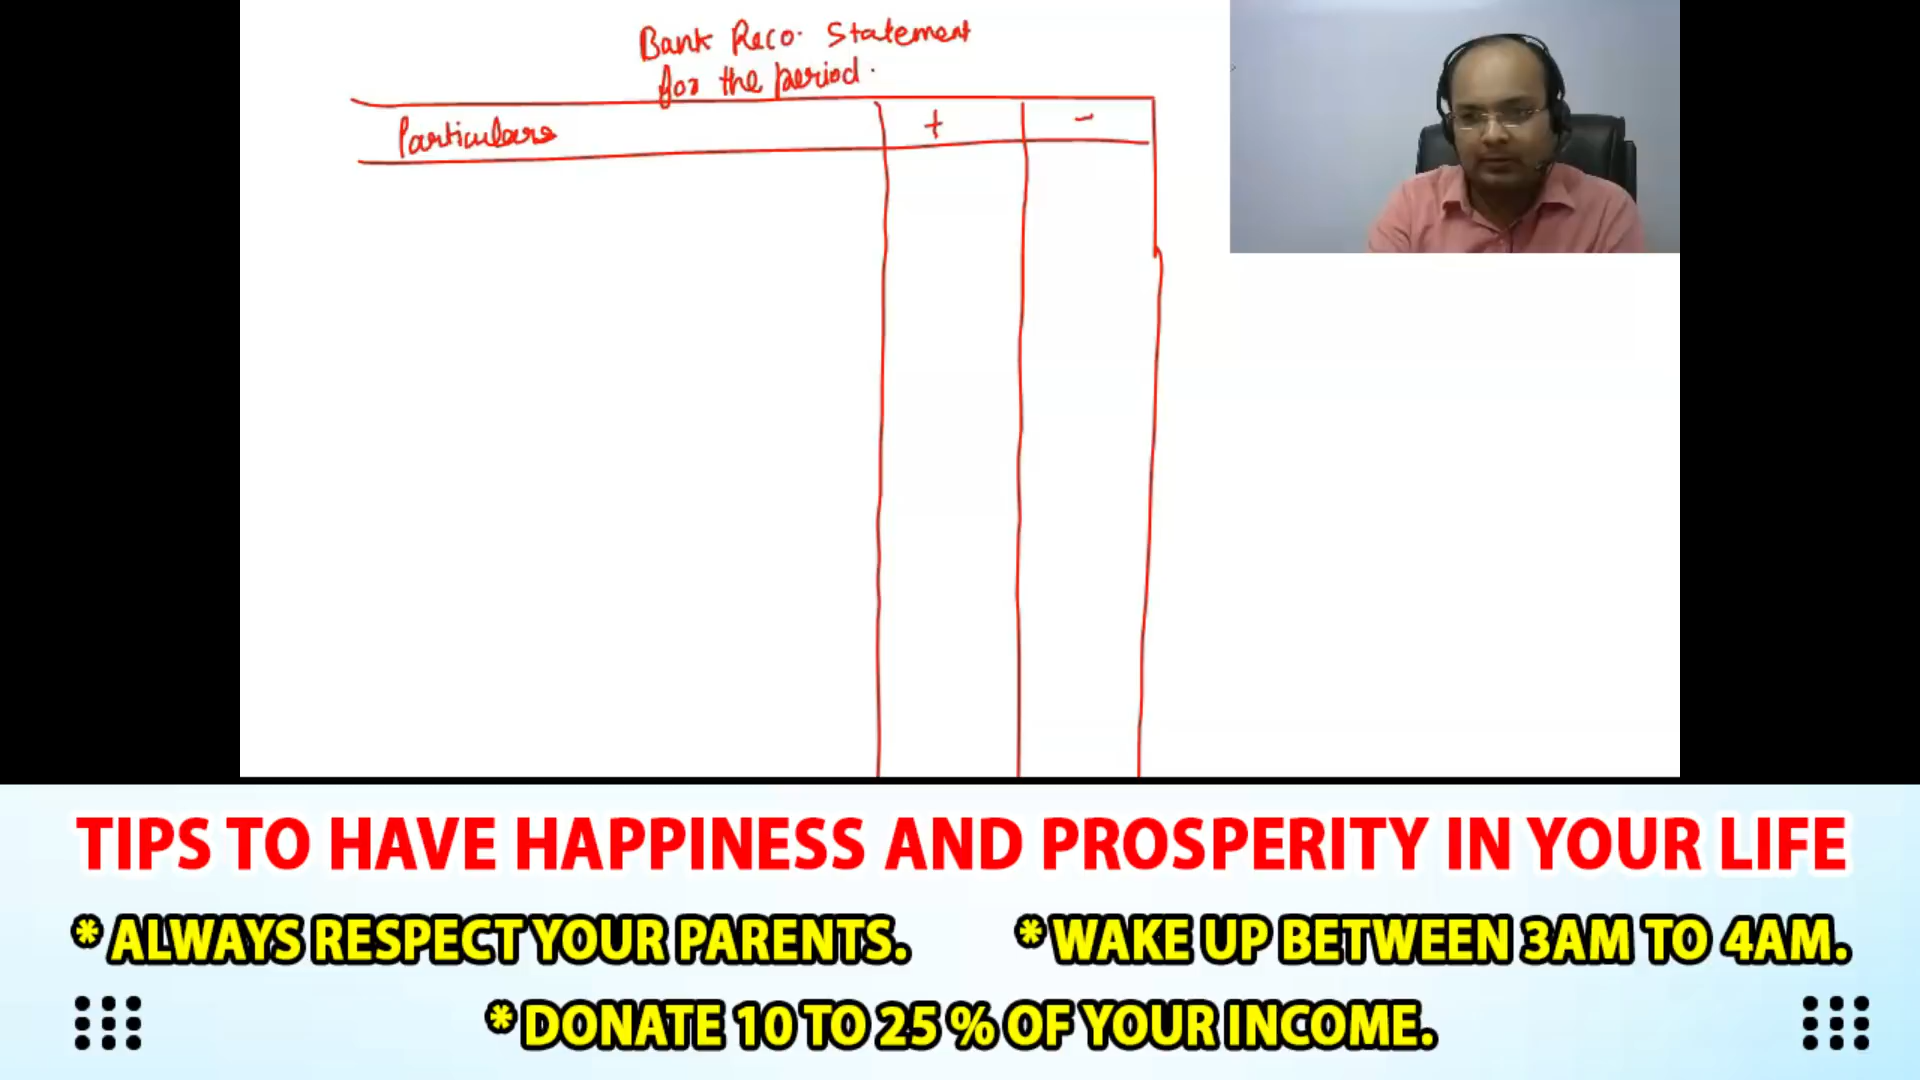 Bank Reco. Statement
for the period.
Particulars + -
TIPS TO HAVE HAPPINESS AND PROSPERITY IN YOUR LIFE
* ALWAYS RESPECT YOUR PARENTS. * WAKE UP BETWEEN 3AM TO 4AM.
* DONATE 10 TO 25 % OF YOUR INCOME.